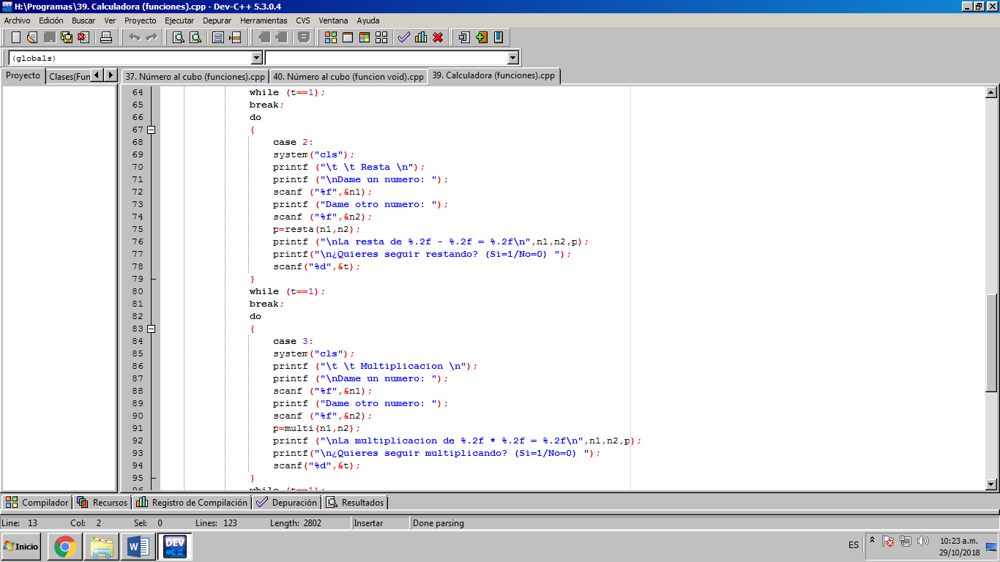 H:\Programas\39. Calculadora (funciones).cpp - Dev-C++ 5.3.0.4
Archivo Edición Buscar Ver Proyecto Ejecutar Depurar Herramientas CVS Ventana Ayuda
(globals)
Proyecto Clases(Fun 37. Número al cubo (funciones).cpp 40. Número al cubo (funcion void).cpp 39. Calculadora (funciones).cpp
64 while (t==1);
65 break;
66 do
67 {
68 case 2:
69 system("cls");
70 printf ("\t \t Resta \n");
71 printf ("\nDame un numero: ");
72 scanf ("%f",&n1);
73 printf ("Dame otro numero: ");
74 scanf ("%f",&n2);
75 p=resta(n1,n2);
76 printf ("\nLa resta de %.2f - %.2f = %.2f\n",n1,n2,p);
77 printf("\n¿Quieres seguir restando? (Si=1/No=0) ");
78 scanf("%d",&t);
79 }
80 while (t==1);
81 break;
82 do
83 {
84 case 3:
85 system("cls");
86 printf ("\t \t Multiplicacion \n");
87 printf ("\nDame un numero: ");
88 scanf ("%f",&n1);
89 printf ("Dame otro numero: ");
90 scanf ("%f",&n2);
91 p=multi(n1,n2);
92 printf ("\nLa multiplicacion de %.2f * %.2f = %.2f\n",n1,n2,p);
93 printf("\n¿Quieres seguir multiplicando? (Si=1/No=0) ");
94 scanf("%d",&t);
95 }
96 while (t==1);
Compilador Recursos Registro de Compilación Depuración Resultados
Line: 13 Col: 2 Sel: 0 Lines: 123 Length: 2802 Insertar Done parsing
Inicio DEV C++ ES 10:23 a.m.
29/10/2018